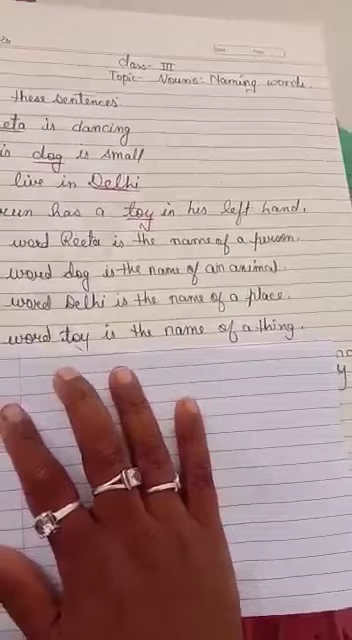 Class- III
Topic- Nouns: Naming words.
these sentences
eeta is dancing
is dog is small
live in Delhi
run has a toy in his left hand.
word Reeta is the name of a person.
word dog is the name of an animal.
word Delhi is the name of a place.
word toy is the name of a thing.